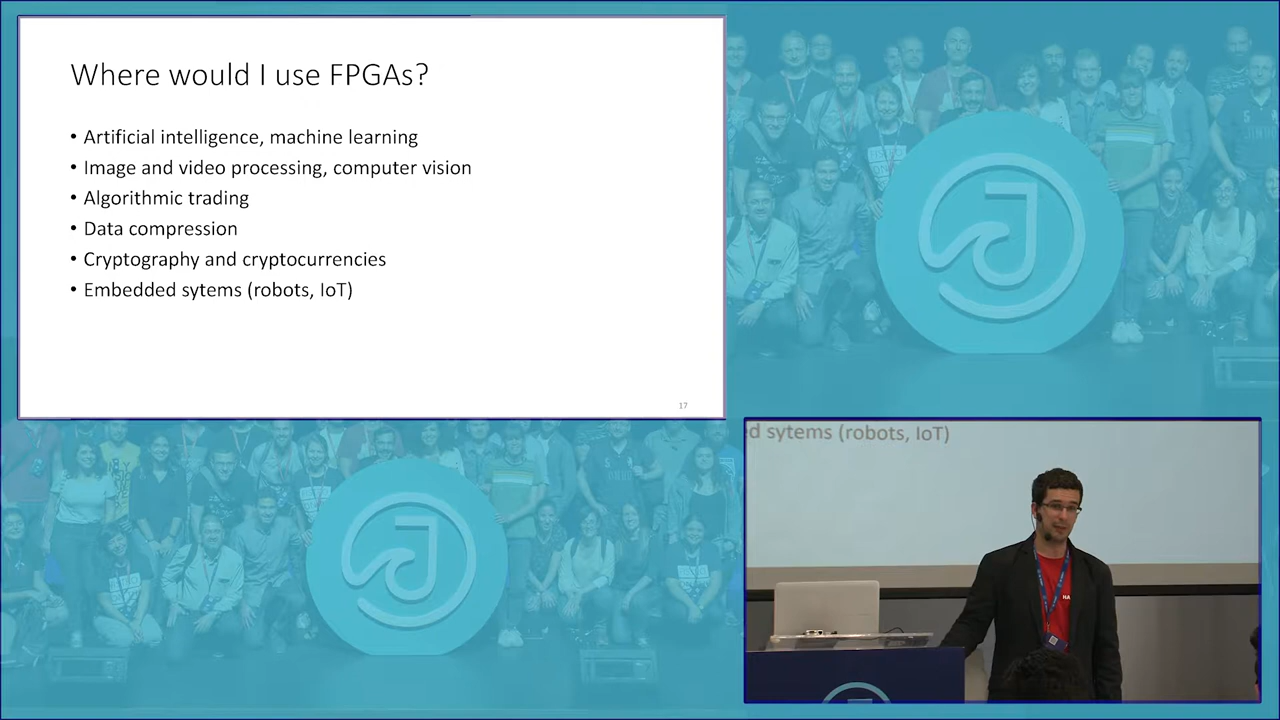 Where would I use FPGAs?
• Artificial intelligence, machine learning
• Image and video processing, computer vision
• Algorithmic trading
• Data compression
• Cryptography and cryptocurrencies
• Embedded sytems (robots, IoT)
17
d sytems (robots, IoT)
HA